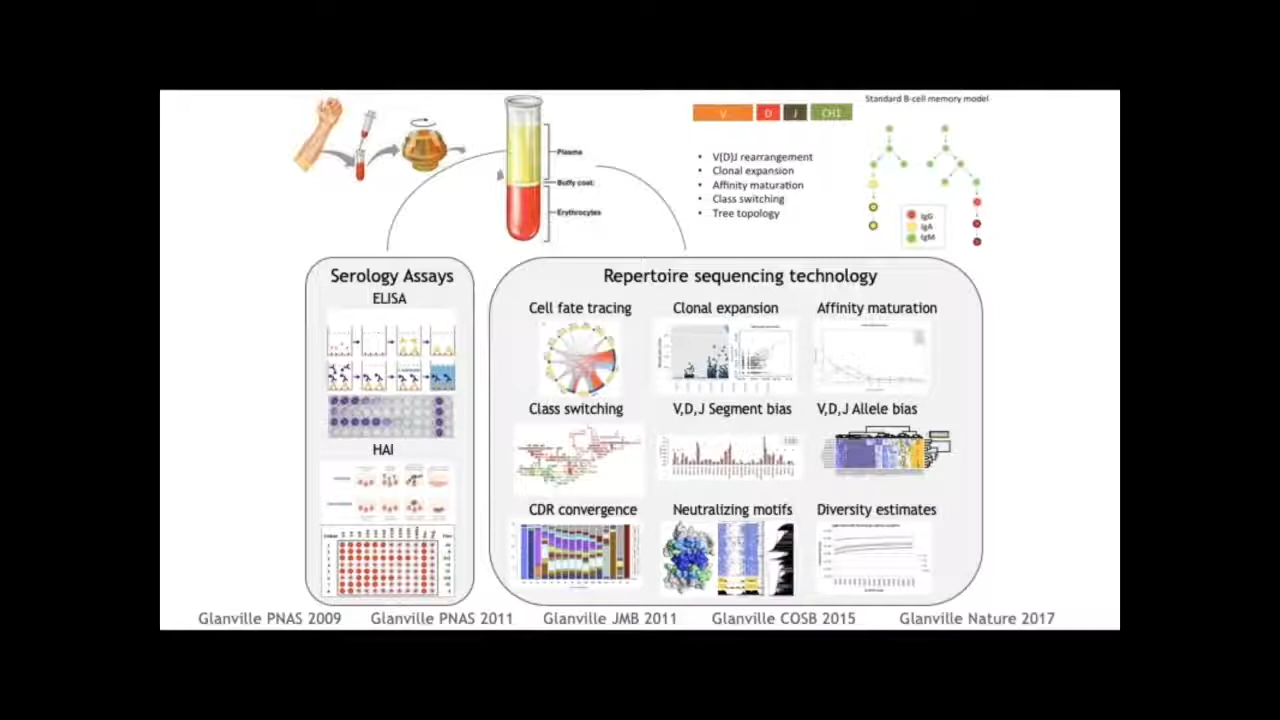 Standard B-cell memory model
V D J CH1
Plasma
Buffy coat:
Erythrocytes
• V(D)J rearrangement
• Clonal expansion
• Affinity maturation
• Class switching
• Tree topology
IgG
IgA
IgM
Serology Assays
ELISA
HAI
Repertoire sequencing technology
Cell fate tracing Clonal expansion Affinity maturation
Class switching V,D,J Segment bias V,D,J Allele bias
CDR convergence Neutralizing motifs Diversity estimates
Glanville PNAS 2009 Glanville PNAS 2011 Glanville JMB 2011 Glanville COSB 2015 Glanville Nature 2017